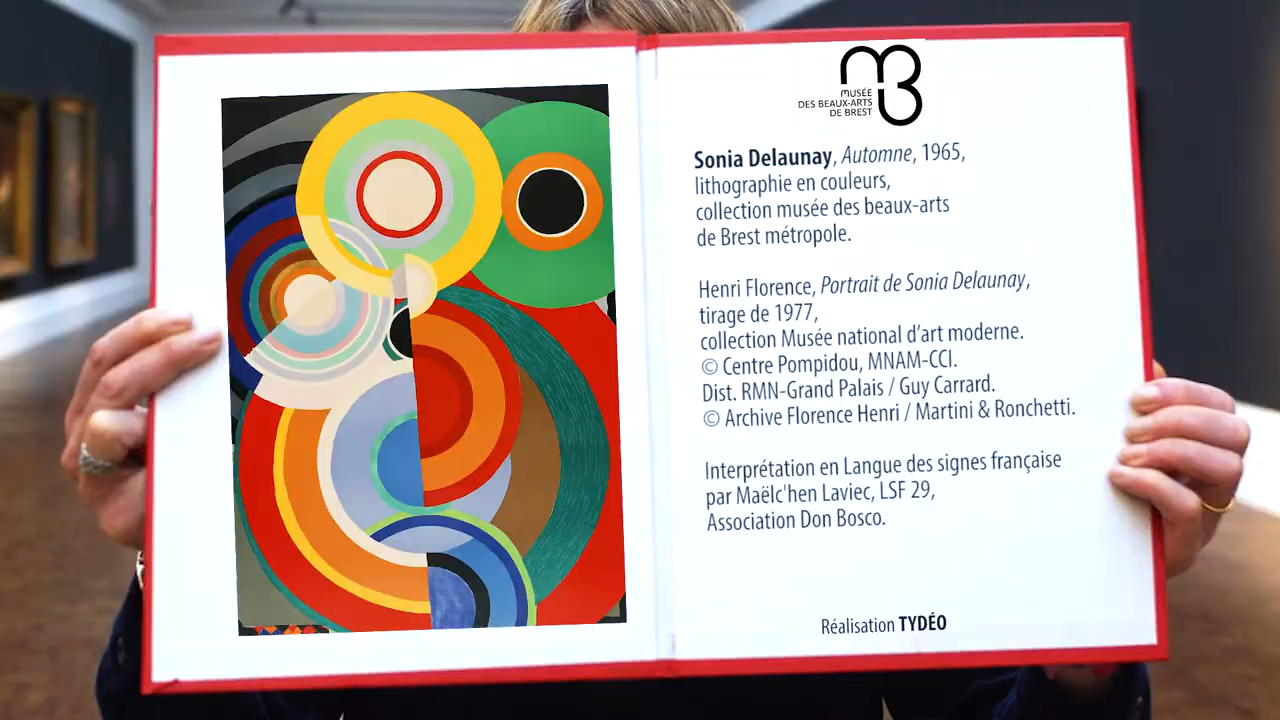 MUSÉE
DES BEAUX-ARTS
DE BREST
Sonia Delaunay, Automne, 1965,
lithographie en couleurs,
collection musée des beaux-arts
de Brest métropole.
Henri Florence, Portrait de Sonia Delaunay,
tirage de 1977,
collection Musée national d'art moderne.
© Centre Pompidou, MNAM-CCI.
Dist. RMN-Grand Palais / Guy Carrard.
© Archive Florence Henri / Martini & Ronchetti.
Interprétation en Langue des signes française
par Maëlc'hen Laviec, LSF 29,
Association Don Bosco.
Réalisation TYDÉO